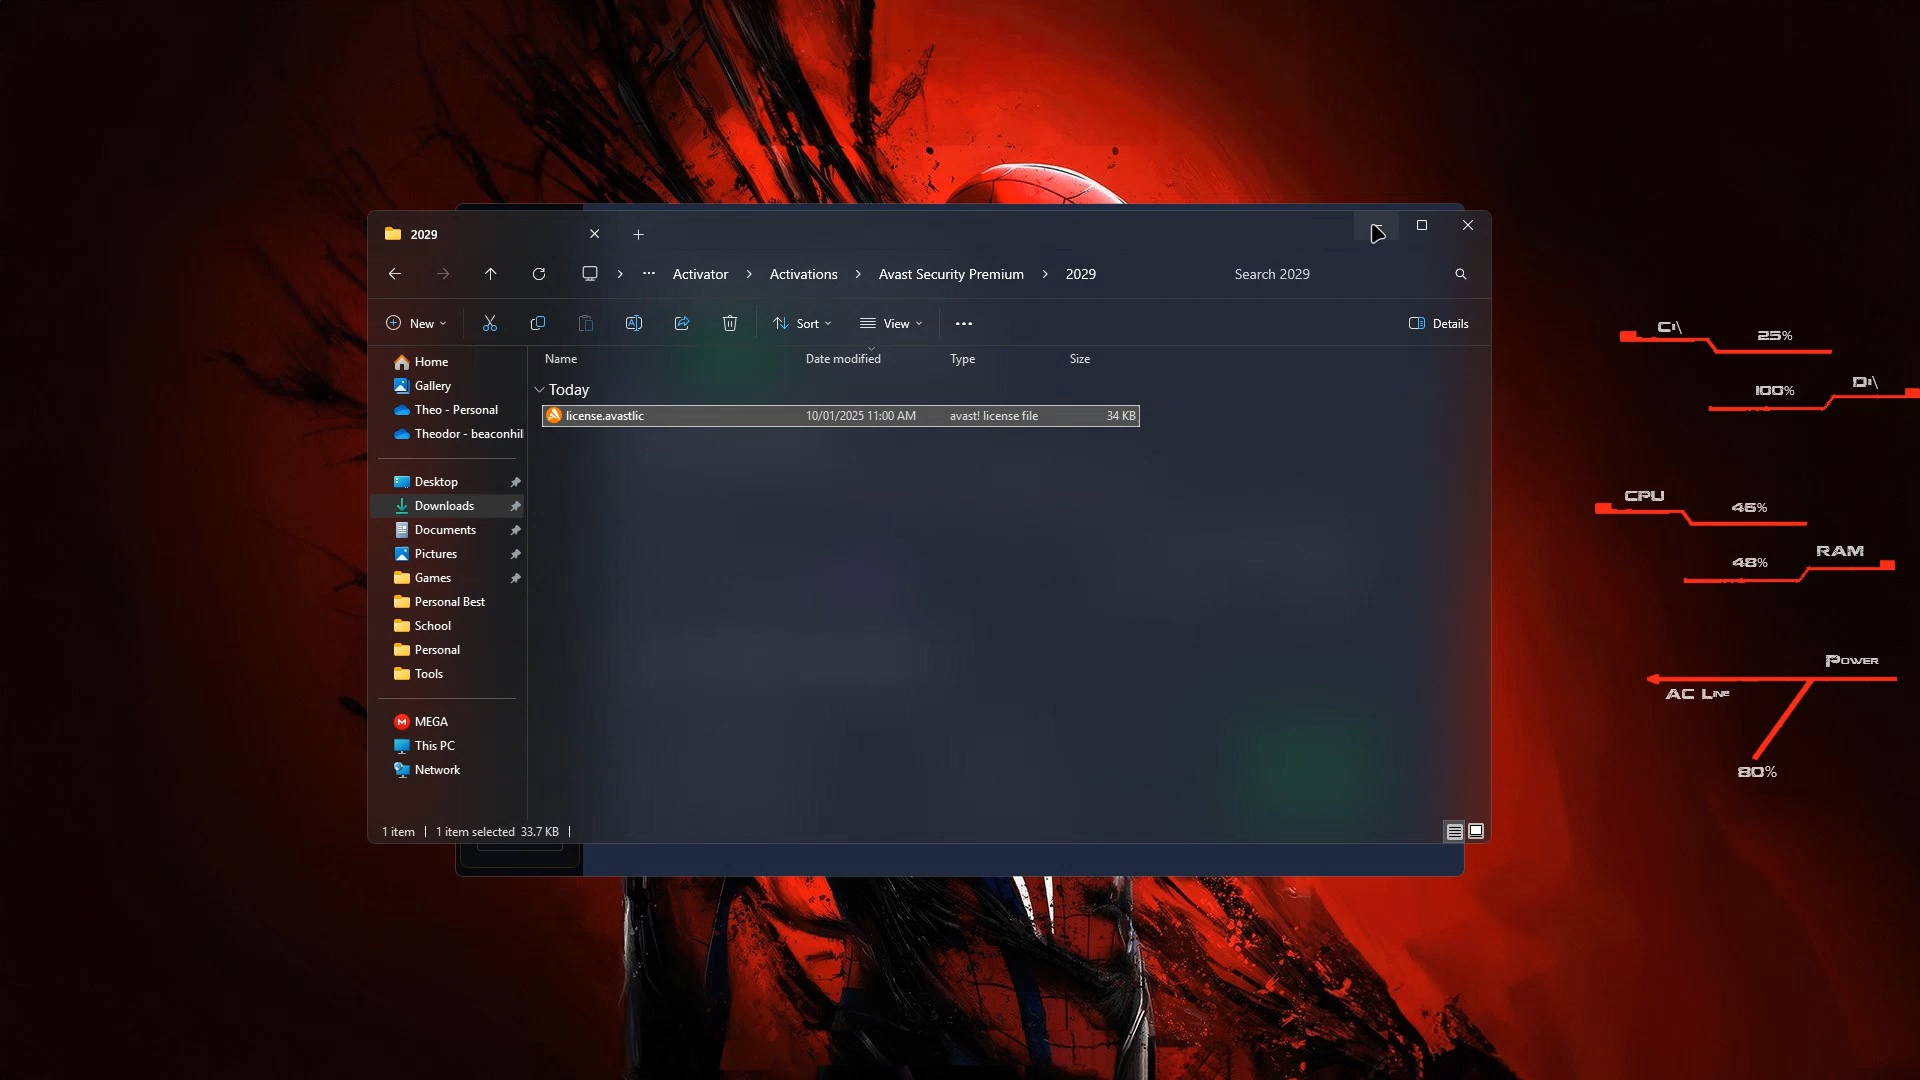 2029
Activator > Activations > Avast Security Premium > 2029
Search 2029
New
Sort
View
Details
Name
Date modified
Type
Size
Today
license.avastlic
10/01/2025 11:00 AM
avast! license file
34 KB
Home
Gallery
Theo - Personal
Theodor - beaconhil
Desktop
Downloads
Documents
Pictures
Games
Personal Best
School
Personal
Tools
MEGA
This PC
Network
1 item
1 item selected 33.7 KB
C:\
25%
100%
D:\
CPU
46%
48%
RAM
Power
AC Line
80%